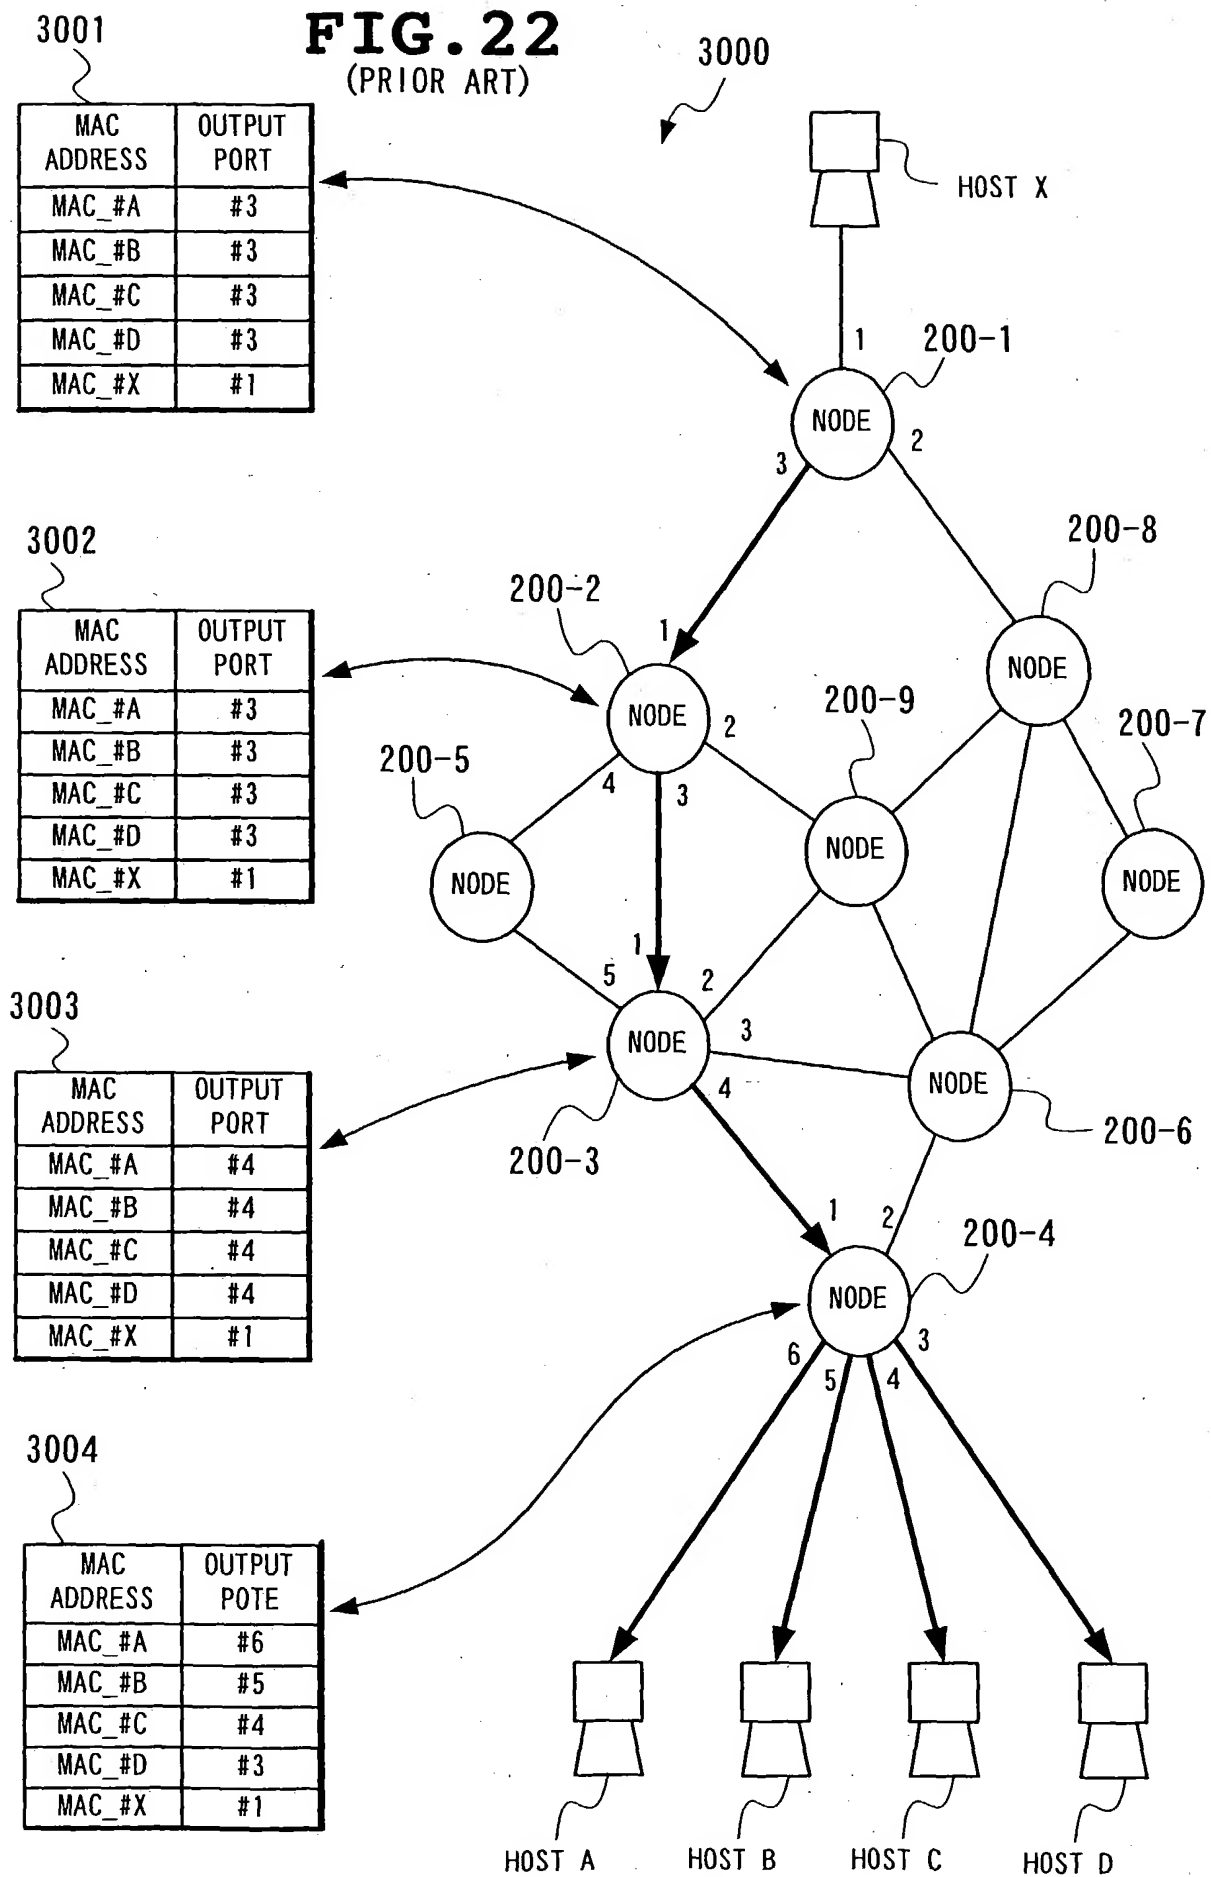 FIG.22
(PRIOR ART)
3001
MAC ADDRESS OUTPUT PORT
MAC_#A #3
MAC_#B #3
MAC_#C #3
MAC_#D #3
MAC_#X #1
3000
HOST X
1
200-1
NODE
3
2
3002
MAC ADDRESS OUTPUT PORT
MAC_#A #3
MAC_#B #3
MAC_#C #3
MAC_#D #3
MAC_#X #1
200-2
1
NODE
2
4
3
200-8
NODE
200-9
NODE
200-7
NODE
200-5
NODE
3003
MAC ADDRESS OUTPUT PORT
MAC_#A #4
MAC_#B #4
MAC_#C #4
MAC_#D #4
MAC_#X #1
1
5
2
NODE
3
4
200-3
NODE
200-6
1
2
200-4
NODE
6
5
4
3
3004
MAC ADDRESS OUTPUT POTE
MAC_#A #6
MAC_#B #5
MAC_#C #4
MAC_#D #3
MAC_#X #1
HOST A
HOST B
HOST C
HOST D